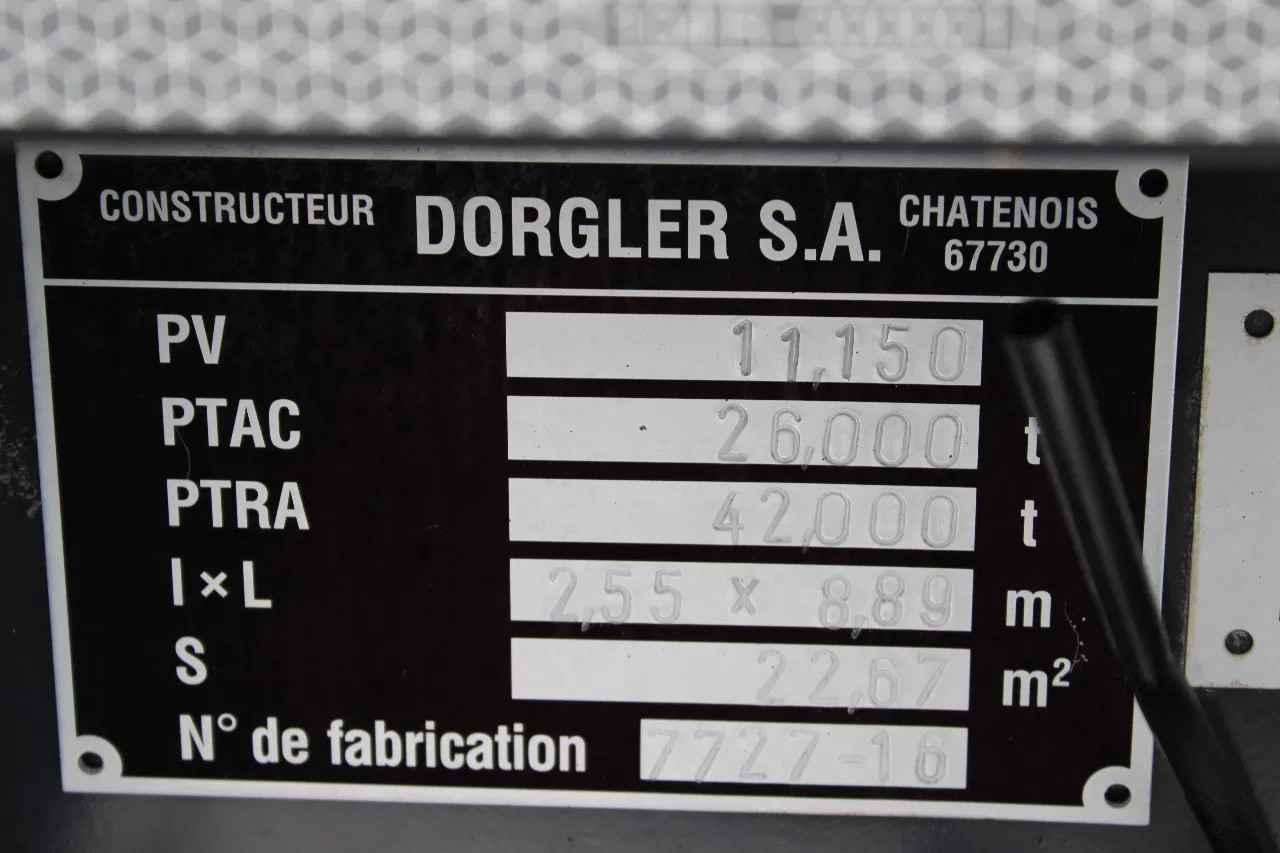 CONSTRUCTEUR DORGLER S.A. CHATENOIS
67730
PV 11,150
PTAC 26,000 t
PTRA 42,000 t
l × L 2,55 x 8,89 m
S 22,67 m²
N° de fabrication 7727-16